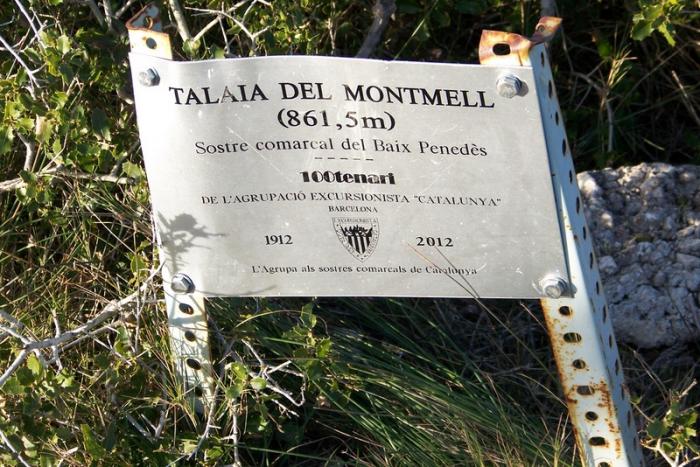 TALAIA DEL MONTMELL
(861,5m)
Sostre comarcal del Baix Penedès
-----
100tenari
DE L'AGRUPACIÓ EXCURSIONISTA "CATALUNYA"
BARCELONA
1912 2012
L'Agrupa als sostres comarcals de Catalunya